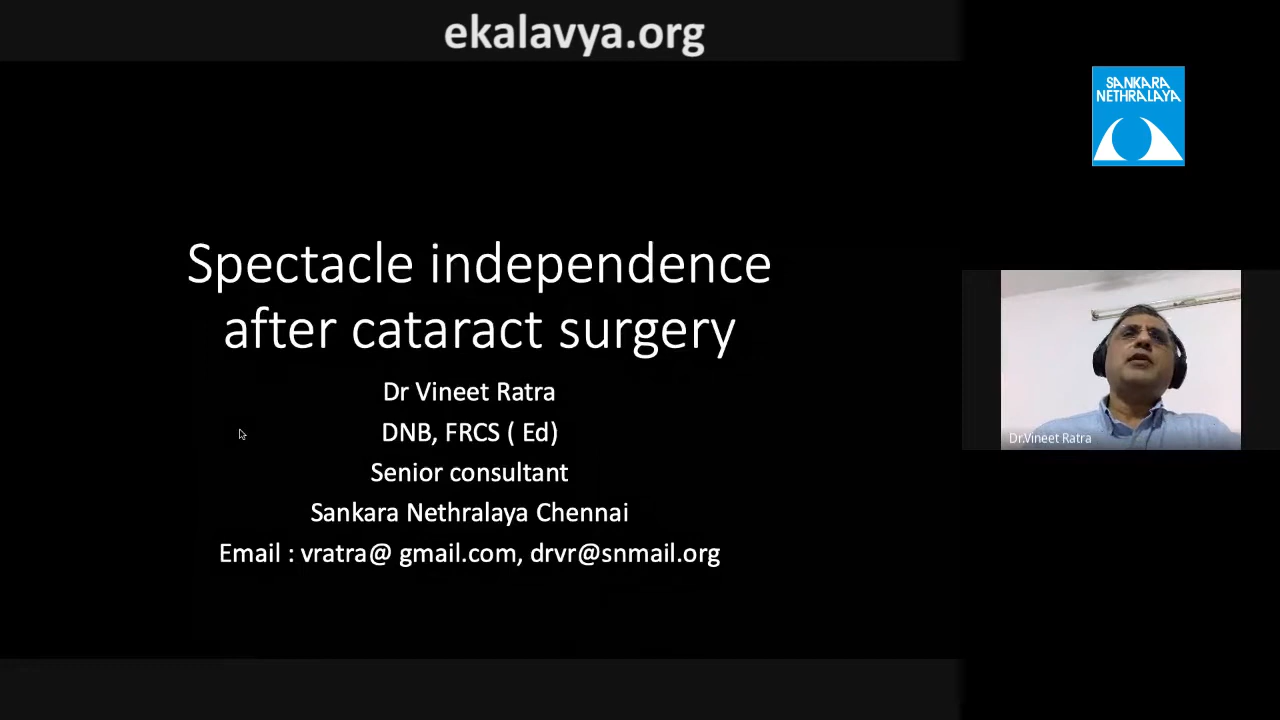 ekalavya.org
SANKARA
NETHRALAYA
Spectacle independence
after cataract surgery
Dr Vineet Ratra
DNB, FRCS ( Ed)
Senior consultant
Sankara Nethralaya Chennai
Email : vratra@ gmail.com, drvr@snmail.org
Dr.Vineet Ratra